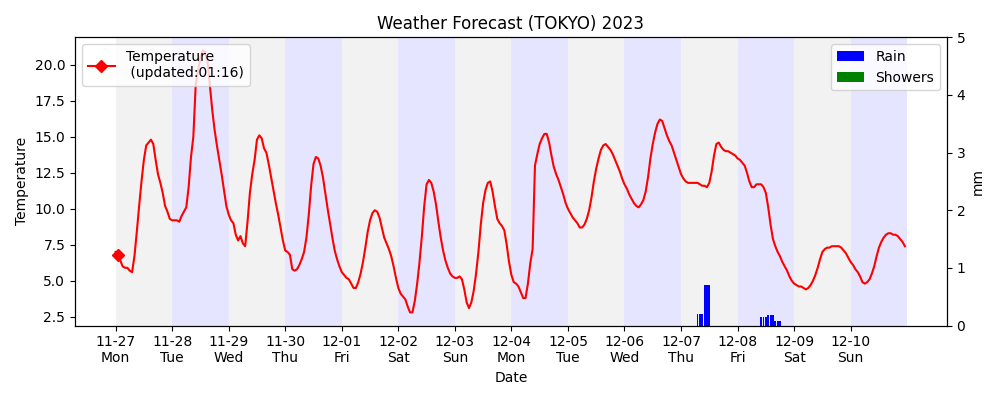 Weather Forecast (TOKYO) 2023
Temperature
(updated:01:16)
Rain
Showers
Temperature
20.0
17.5
15.0
12.5
10.0
7.5
5.0
2.5
5
4
3
2
1
0
mm
11-27 11-28 11-29 11-30 12-01 12-02 12-03 12-04 12-05 12-06 12-07 12-08 12-09 12-10
Mon Tue Wed Thu Fri Sat Sun Mon Tue Wed Thu Fri Sat Sun
Date